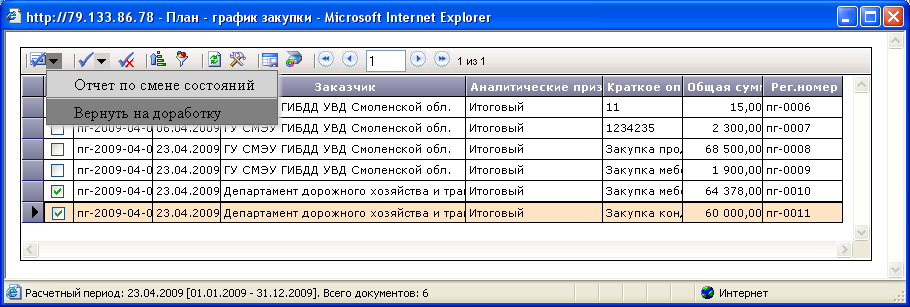 http://79.133.86.78 - План - график закупки - Microsoft Internet Explorer
1 1 из 1
Отчет по смене состояний
Вернуть на доработку
Заказчик Аналитические приз Краткое оп Общая сумм Рег.номер
ГИБДД УВД Смоленской обл. Итоговый 11 15,00 пг-0006
пг-2009-04-0 06.04.2009 ГУ СМЭУ ГИБДД УВД Смоленской обл. Итоговый 1234235 2 300,00 пг-0007
пг-2009-04-0 23.04.2009 ГУ СМЭУ ГИБДД УВД Смоленской обл. Итоговый Закупка про 68 500,00 пг-0008
пг-2009-04-0 23.04.2009 ГУ СМЭУ ГИБДД УВД Смоленской обл. Итоговый Закупка меб 1 900,00 пг-0009
пг-2009-04-0 23.04.2009 Департамент дорожного хозяйства и тра Итоговый Закупка меб 64 378,00 пг-0010
пг-2009-04-0 23.04.2009 Департамент дорожного хозяйства и тра Итоговый Закупка кон 60 000,00 пг-0011
Расчетный период: 23.04.2009 [01.01.2009 - 31.12.2009]. Всего документов: 6 Интернет